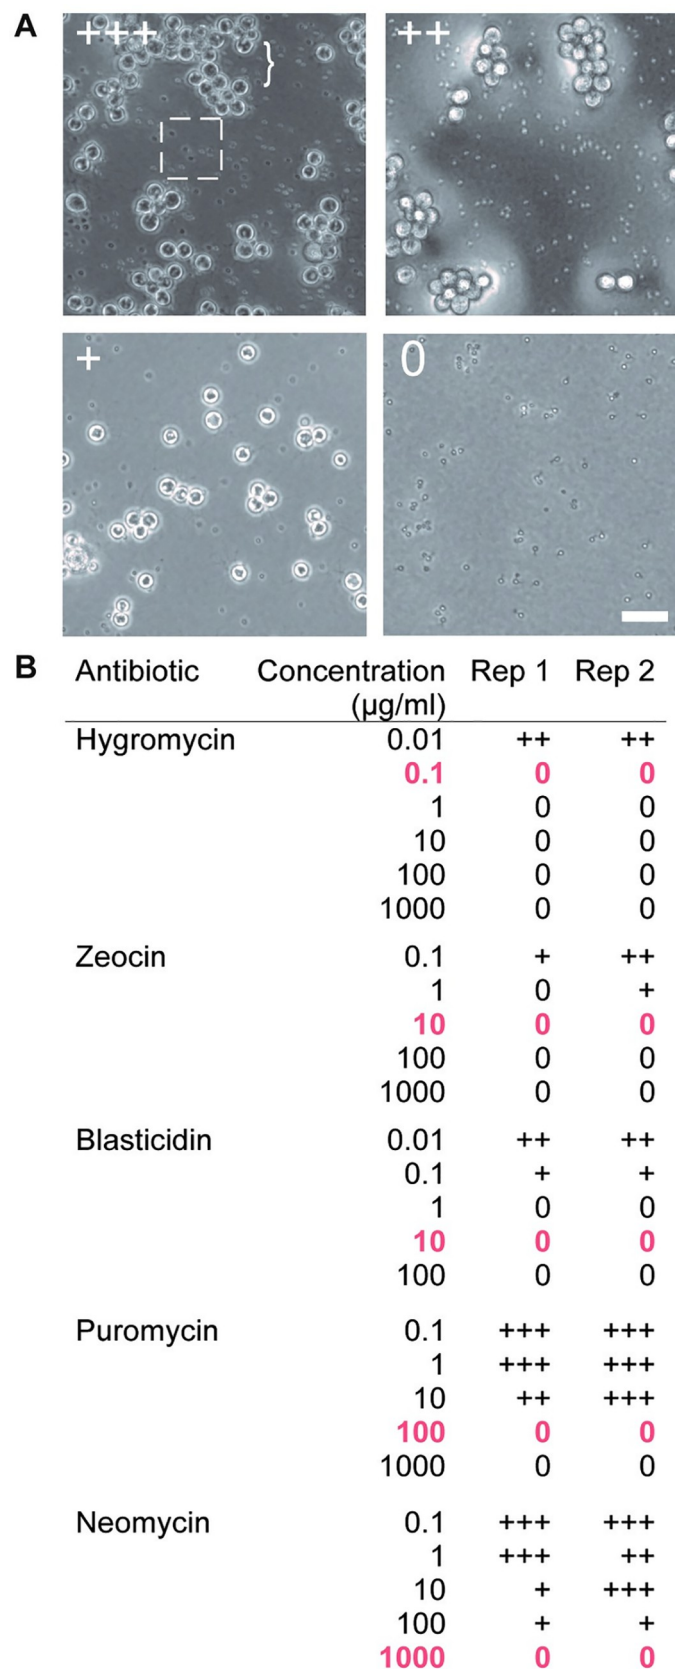 A
+++
}
++
+
0
B
Antibiotic Concentration (µg/ml) Rep 1 Rep 2
Hygromycin 0.01 ++ ++
0.1 0 0
1 0 0
10 0 0
100 0 0
1000 0 0
Zeocin 0.1 + ++
1 0 +
10 0 0
100 0 0
1000 0 0
Blasticidin 0.01 ++ ++
0.1 + +
1 0 0
10 0 0
100 0 0
Puromycin 0.1 +++ +++
1 +++ +++
10 ++ +++
100 0 0
1000 0 0
Neomycin 0.1 +++ +++
1 +++ ++
10 + +++
100 + +
1000 0 0